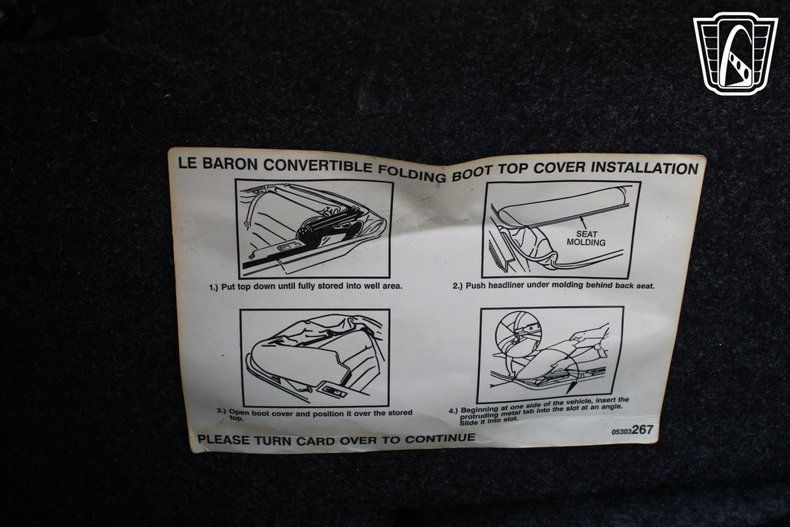 LE BARON CONVERTIBLE FOLDING BOOT TOP COVER INSTALLATION
1.) Put top down until fully stored into well area.
SEAT
MOLDING
2.) Push headliner under molding behind back seat.
3.) Open boot cover and position it over the stored
top.
4.) Beginning at one side of the vehicle, insert the
protruding metal tab into the slot at an angle.
Slide it into slot.
PLEASE TURN CARD OVER TO CONTINUE
05303267